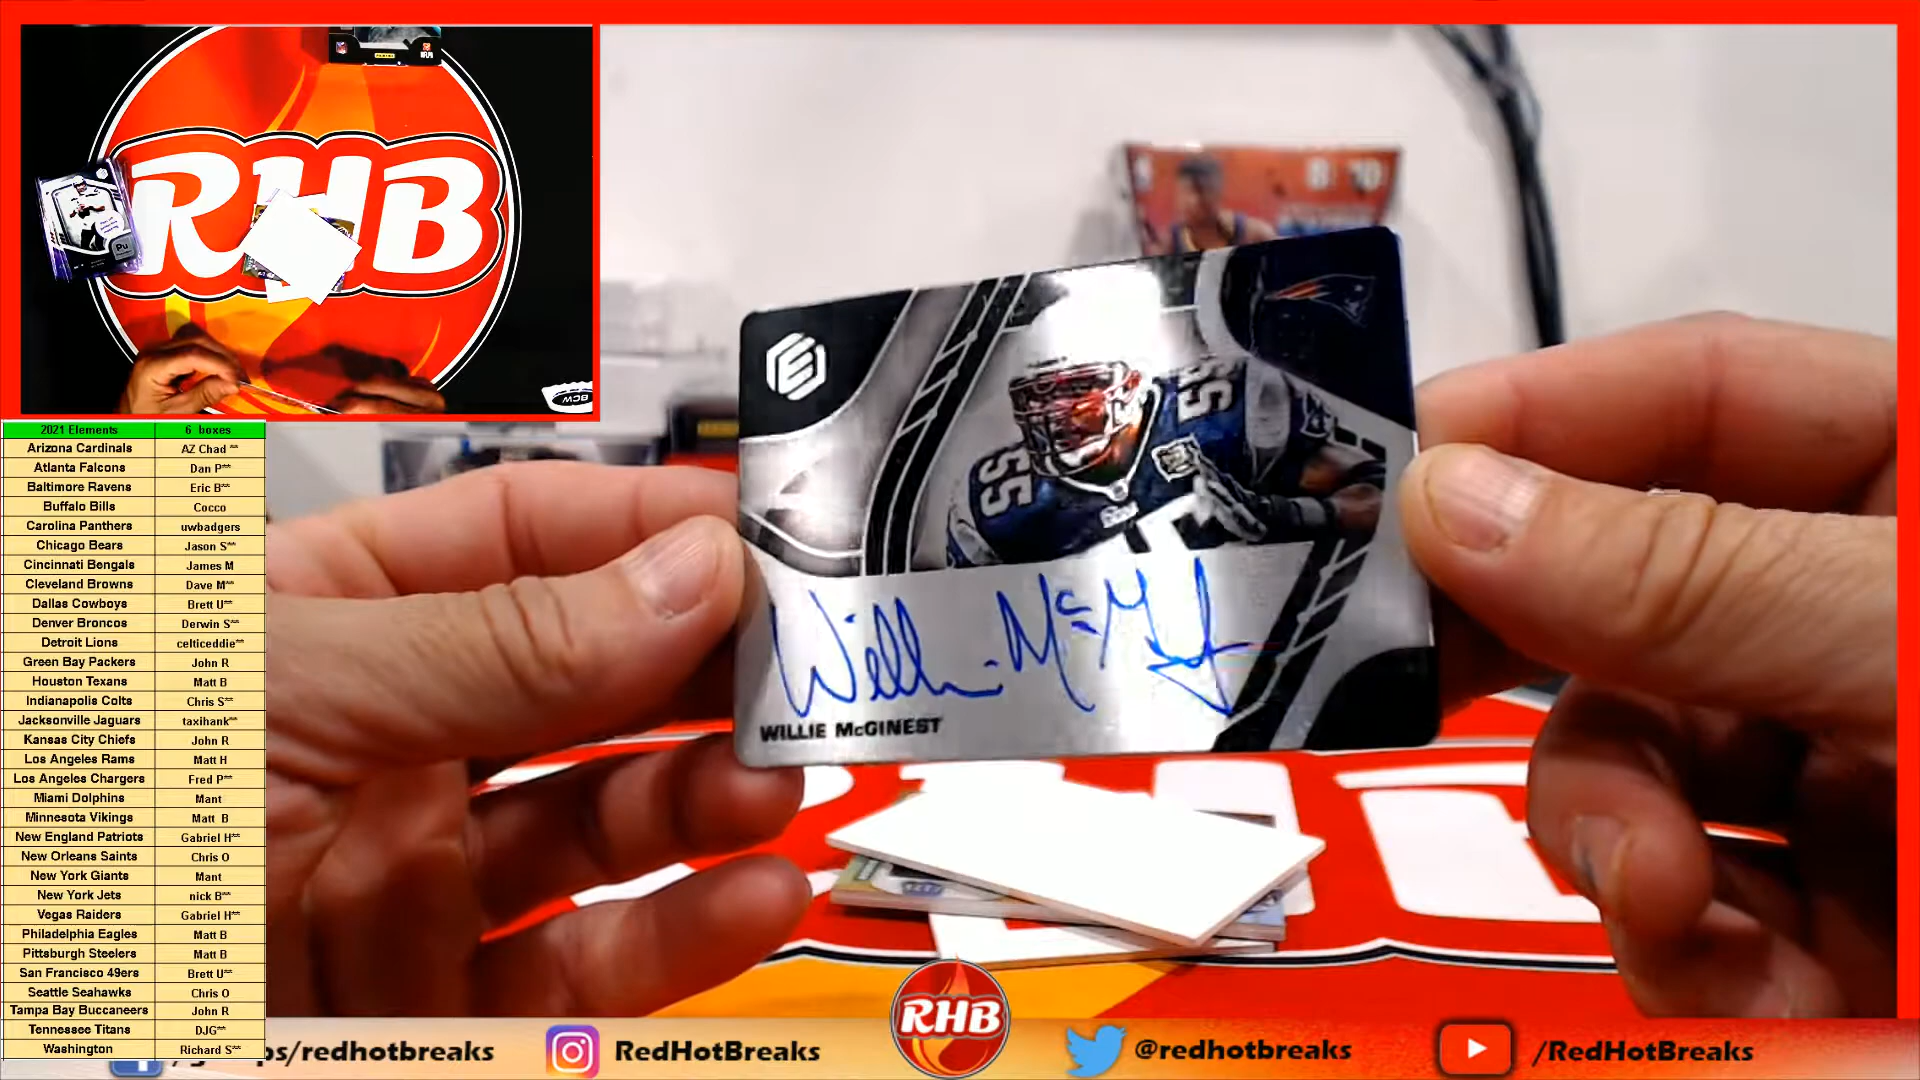 RHB
Pu
BCW
2021 Elements 6 boxes
Arizona Cardinals AZ Chad **
Atlanta Falcons Dan P**
Baltimore Ravens Eric B**
Buffalo Bills Cocco
Carolina Panthers uwbadgers
Chicago Bears Jason S**
Cincinnati Bengals James M
Cleveland Browns Dave M**
Dallas Cowboys Brett U**
Denver Broncos Derwin S**
Detroit Lions celticeddie**
Green Bay Packers John R
Houston Texans Matt B
Indianapolis Colts Chris S**
Jacksonville Jaguars taxihank**
Kansas City Chiefs John R
Los Angeles Rams Matt H
Los Angeles Chargers Fred P**
Miami Dolphins Mant
Minnesota Vikings Matt B
New England Patriots Gabriel H**
New Orleans Saints Chris O
New York Giants Mant
New York Jets nick B**
Vegas Raiders Gabriel H**
Philadelphia Eagles Matt B
Pittsburgh Steelers Matt B
San Francisco 49ers Brett U**
Seattle Seahawks Chris O
Tampa Bay Buccaneers John R
Tennessee Titans DJG**
Washington Richard S**
55
55
WILLIE McGINEST
/redhotbreaks
RedHotBreaks
RHB
@redhotbreaks
/RedHotBreaks